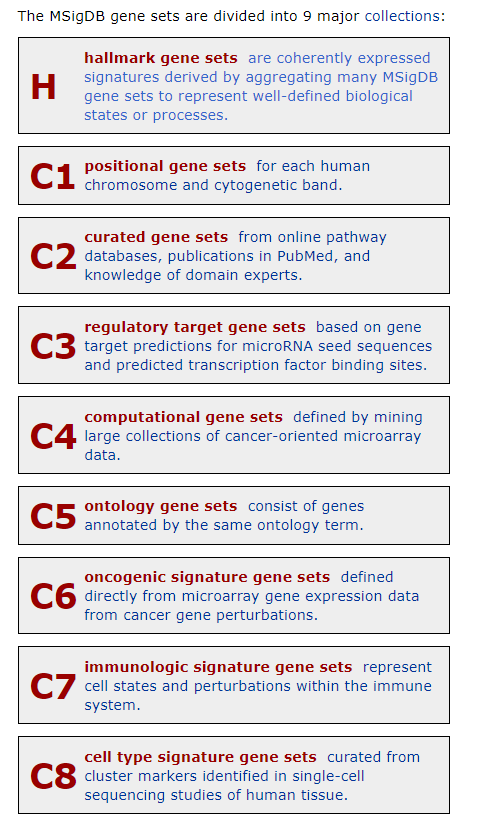 The MSigDB gene sets are divided into 9 major collections:
H
hallmark gene sets are coherently expressed
signatures derived by aggregating many MSigDB
gene sets to represent well-defined biological
states or processes.
C1
positional gene sets for each human
chromosome and cytogenetic band.
C2
curated gene sets from online pathway
databases, publications in PubMed, and
knowledge of domain experts.
C3
regulatory target gene sets based on gene
target predictions for microRNA seed sequences
and predicted transcription factor binding sites.
C4
computational gene sets defined by mining
large collections of cancer-oriented microarray
data.
C5
ontology gene sets consist of genes
annotated by the same ontology term.
C6
oncogenic signature gene sets defined
directly from microarray gene expression data
from cancer gene perturbations.
C7
immunologic signature gene sets represent
cell states and perturbations within the immune
system.
C8
cell type signature gene sets curated from
cluster markers identified in single-cell
sequencing studies of human tissue.